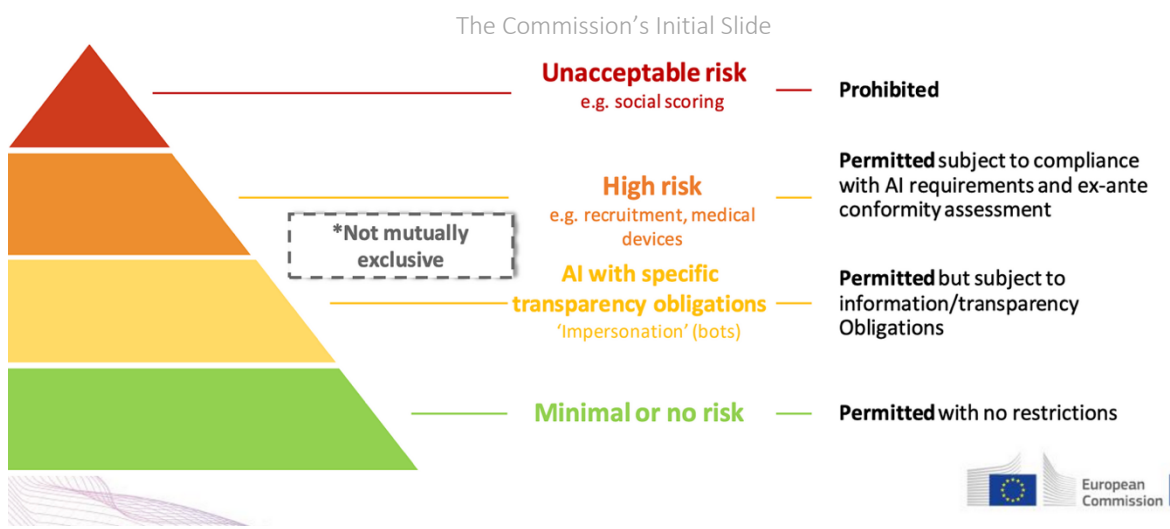 The Commission's Initial Slide
Unacceptable risk
e.g. social scoring
Prohibited
High risk
e.g. recruitment, medical
devices
Permitted subject to compliance
with AI requirements and ex-ante
conformity assessment
*Not mutually
exclusive
AI with specific
transparency obligations
'Impersonation' (bots)
Permitted but subject to
information/transparency
Obligations
Minimal or no risk
Permitted with no restrictions
European
Commission